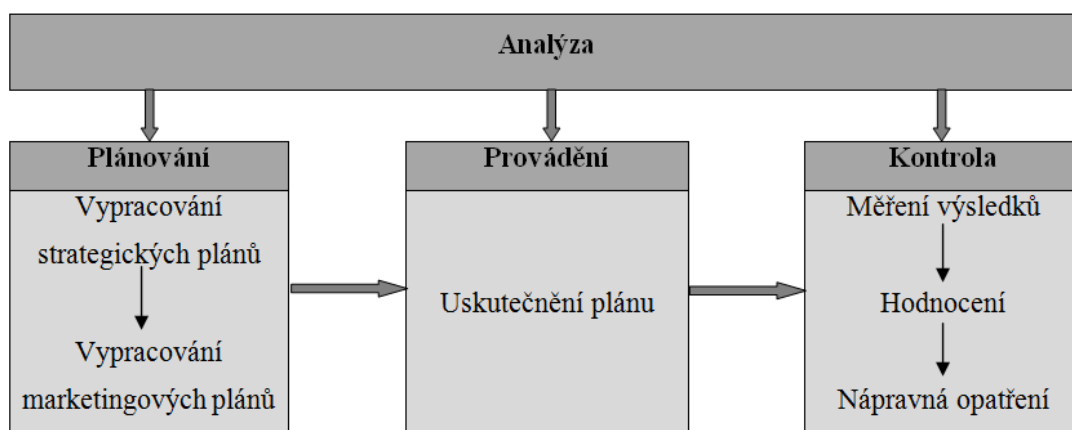 Analýza
Plánování
Vypracování
strategických plánů
Vypracování
marketingových plánů
Provádění
Uskutečnění plánu
Kontrola
Měření výsledků
Hodnocení
Nápravná opatření